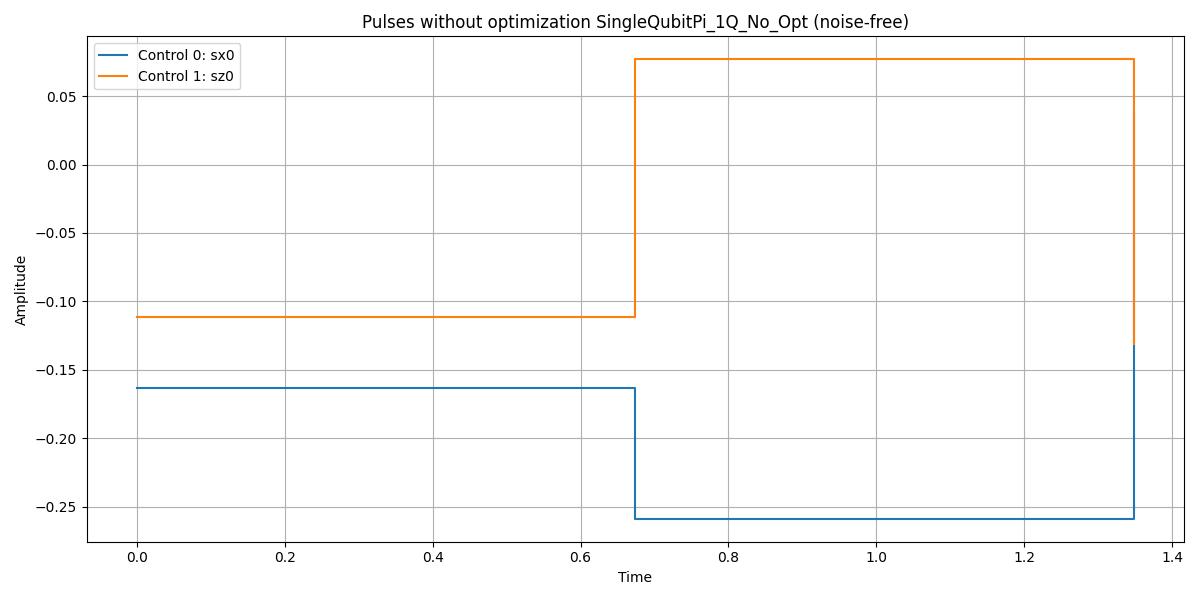 Pulses without optimization SingleQubitPi_1Q_No_Opt (noise-free)
Control 0: sx0
Control 1: sz0
Amplitude
0.05
0.00
−0.05
−0.10
−0.15
−0.20
−0.25
0.0 0.2 0.4 0.6 0.8 1.0 1.2 1.4
Time